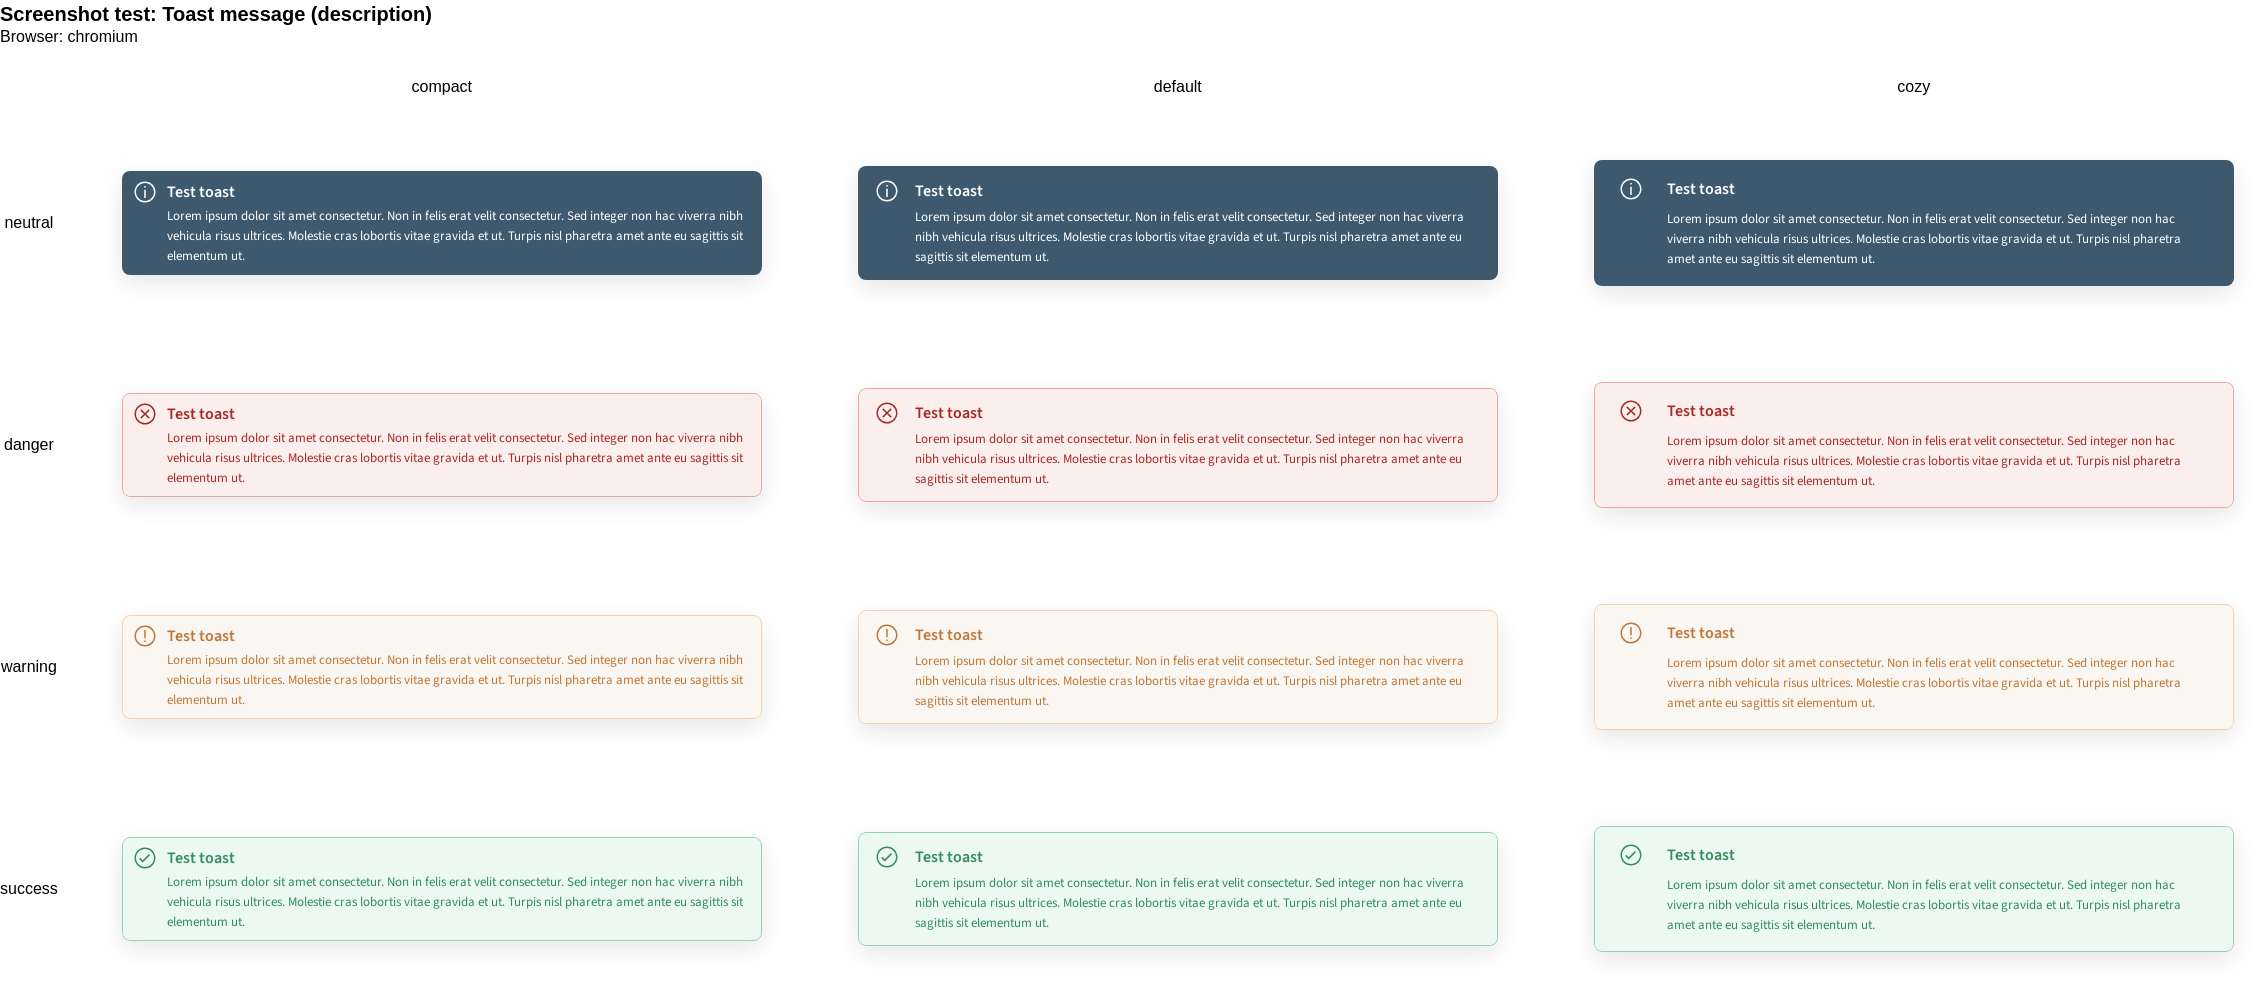 Screenshot test: Toast message (description)
Browser: chromium
compact default cozy
neutral
Test toast
Lorem ipsum dolor sit amet consectetur. Non in felis erat velit consectetur. Sed integer non hac viverra nibh
vehicula risus ultrices. Molestie cras lobortis vitae gravida et ut. Turpis nisl pharetra amet ante eu sagittis sit
elementum ut.
Test toast
Lorem ipsum dolor sit amet consectetur. Non in felis erat velit consectetur. Sed integer non hac viverra
nibh vehicula risus ultrices. Molestie cras lobortis vitae gravida et ut. Turpis nisl pharetra amet ante eu
sagittis sit elementum ut.
Test toast
Lorem ipsum dolor sit amet consectetur. Non in felis erat velit consectetur. Sed integer non hac
viverra nibh vehicula risus ultrices. Molestie cras lobortis vitae gravida et ut. Turpis nisl pharetra
amet ante eu sagittis sit elementum ut.
danger
Test toast
Lorem ipsum dolor sit amet consectetur. Non in felis erat velit consectetur. Sed integer non hac viverra nibh
vehicula risus ultrices. Molestie cras lobortis vitae gravida et ut. Turpis nisl pharetra amet ante eu sagittis sit
elementum ut.
Test toast
Lorem ipsum dolor sit amet consectetur. Non in felis erat velit consectetur. Sed integer non hac viverra
nibh vehicula risus ultrices. Molestie cras lobortis vitae gravida et ut. Turpis nisl pharetra amet ante eu
sagittis sit elementum ut.
Test toast
Lorem ipsum dolor sit amet consectetur. Non in felis erat velit consectetur. Sed integer non hac
viverra nibh vehicula risus ultrices. Molestie cras lobortis vitae gravida et ut. Turpis nisl pharetra
amet ante eu sagittis sit elementum ut.
warning
Test toast
Lorem ipsum dolor sit amet consectetur. Non in felis erat velit consectetur. Sed integer non hac viverra nibh
vehicula risus ultrices. Molestie cras lobortis vitae gravida et ut. Turpis nisl pharetra amet ante eu sagittis sit
elementum ut.
Test toast
Lorem ipsum dolor sit amet consectetur. Non in felis erat velit consectetur. Sed integer non hac viverra
nibh vehicula risus ultrices. Molestie cras lobortis vitae gravida et ut. Turpis nisl pharetra amet ante eu
sagittis sit elementum ut.
Test toast
Lorem ipsum dolor sit amet consectetur. Non in felis erat velit consectetur. Sed integer non hac
viverra nibh vehicula risus ultrices. Molestie cras lobortis vitae gravida et ut. Turpis nisl pharetra
amet ante eu sagittis sit elementum ut.
success
Test toast
Lorem ipsum dolor sit amet consectetur. Non in felis erat velit consectetur. Sed integer non hac viverra nibh
vehicula risus ultrices. Molestie cras lobortis vitae gravida et ut. Turpis nisl pharetra amet ante eu sagittis sit
elementum ut.
Test toast
Lorem ipsum dolor sit amet consectetur. Non in felis erat velit consectetur. Sed integer non hac viverra
nibh vehicula risus ultrices. Molestie cras lobortis vitae gravida et ut. Turpis nisl pharetra amet ante eu
sagittis sit elementum ut.
Test toast
Lorem ipsum dolor sit amet consectetur. Non in felis erat velit consectetur. Sed integer non hac
viverra nibh vehicula risus ultrices. Molestie cras lobortis vitae gravida et ut. Turpis nisl pharetra
amet ante eu sagittis sit elementum ut.